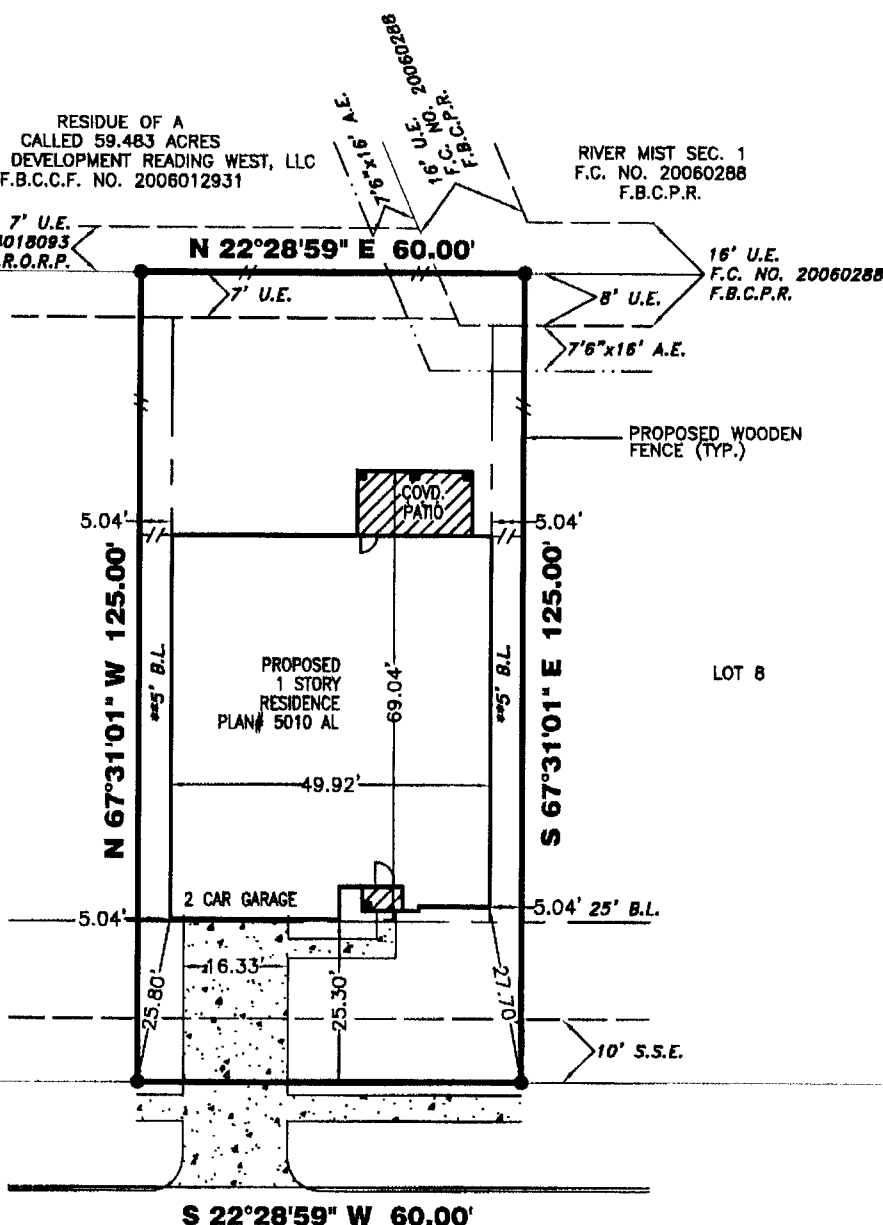 RESIDUE OF A
CALLED 59.483 ACRES
DEVELOPMENT READING WEST, LLC
F.B.C.C.F. NO. 2006012931
7'6"x16' A.E.
16' U.E.
F.C. NO. 20060288
F.B.C.P.R.
RIVER MIST SEC. 1
F.C. NO. 20060288
F.B.C.P.R.
7' U.E.
4018093
.R.O.R.P.
N 22°28'59" E 60.00'
16' U.E.
F.C. NO. 20060288
F.B.C.P.R.
7' U.E.
8' U.E.
7'6"x16' A.E.
PROPOSED WOODEN
FENCE (TYP.)
COVD.
PATIO
5.04'
5.04'
N 67°31'01" W 125.00'
**5' B.L.
PROPOSED
1 STORY
RESIDENCE
PLAN# 5010 AL
69.04'
**5' B.L.
S 67°31'01" E 125.00'
LOT 8
49.92'
2 CAR GARAGE
5.04'
5.04'
25' B.L.
16.33'
25.80'
25.30'
27.70'
10' S.S.E.
S 22°28'59" W 60.00'